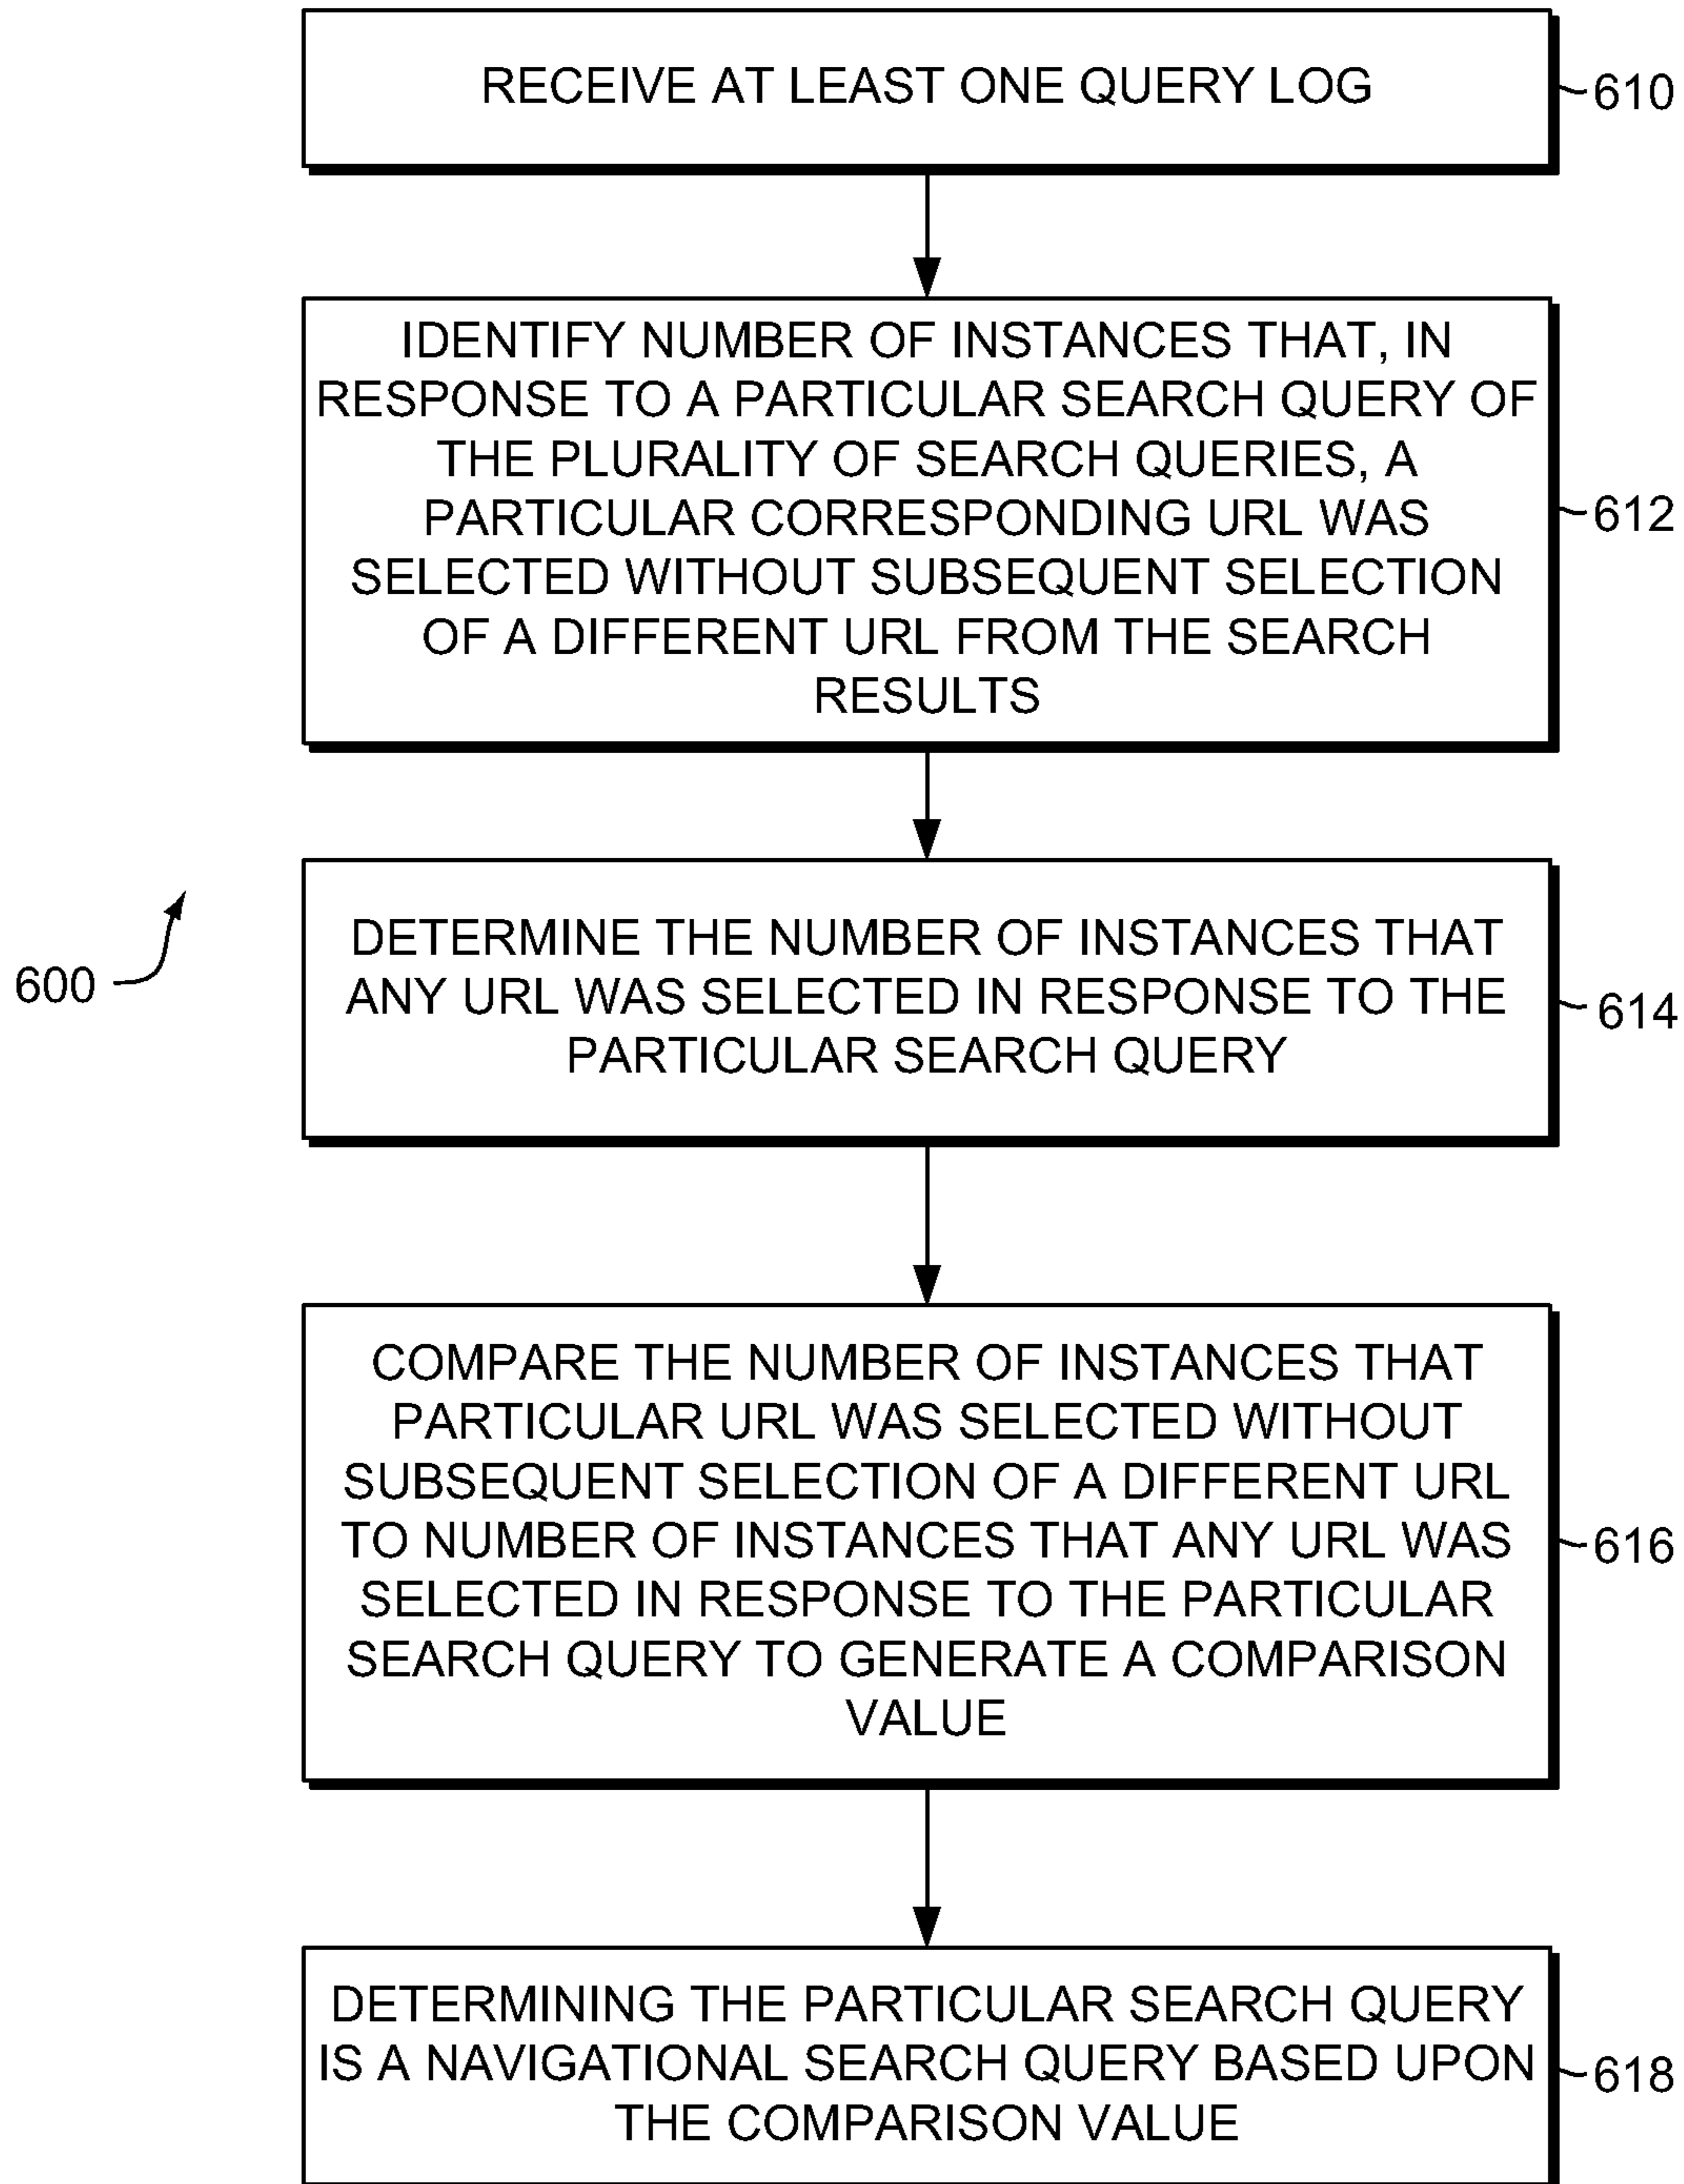 RECEIVE AT LEAST ONE QUERY LOG
610
IDENTIFY NUMBER OF INSTANCES THAT, IN
RESPONSE TO A PARTICULAR SEARCH QUERY OF
THE PLURALITY OF SEARCH QUERIES, A
PARTICULAR CORRESPONDING URL WAS
SELECTED WITHOUT SUBSEQUENT SELECTION
OF A DIFFERENT URL FROM THE SEARCH
RESULTS
612
600
DETERMINE THE NUMBER OF INSTANCES THAT
ANY URL WAS SELECTED IN RESPONSE TO THE
PARTICULAR SEARCH QUERY
614
COMPARE THE NUMBER OF INSTANCES THAT
PARTICULAR URL WAS SELECTED WITHOUT
SUBSEQUENT SELECTION OF A DIFFERENT URL
TO NUMBER OF INSTANCES THAT ANY URL WAS
SELECTED IN RESPONSE TO THE PARTICULAR
SEARCH QUERY TO GENERATE A COMPARISON
VALUE
616
DETERMINING THE PARTICULAR SEARCH QUERY
IS A NAVIGATIONAL SEARCH QUERY BASED UPON
THE COMPARISON VALUE
618